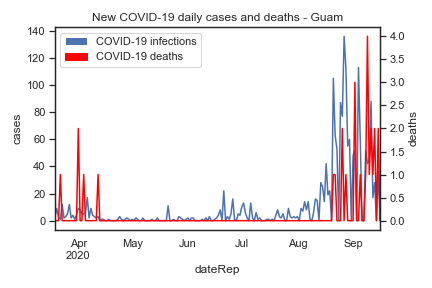 New COVID-19 daily cases and deaths - Guam
COVID-19 infections
COVID-19 deaths
140
120
100
80
60
40
20
0
cases
4.0
3.5
3.0
2.5
2.0
1.5
1.0
0.5
0.0
deaths
Apr May Jun Jul Aug Sep
2020
dateRep